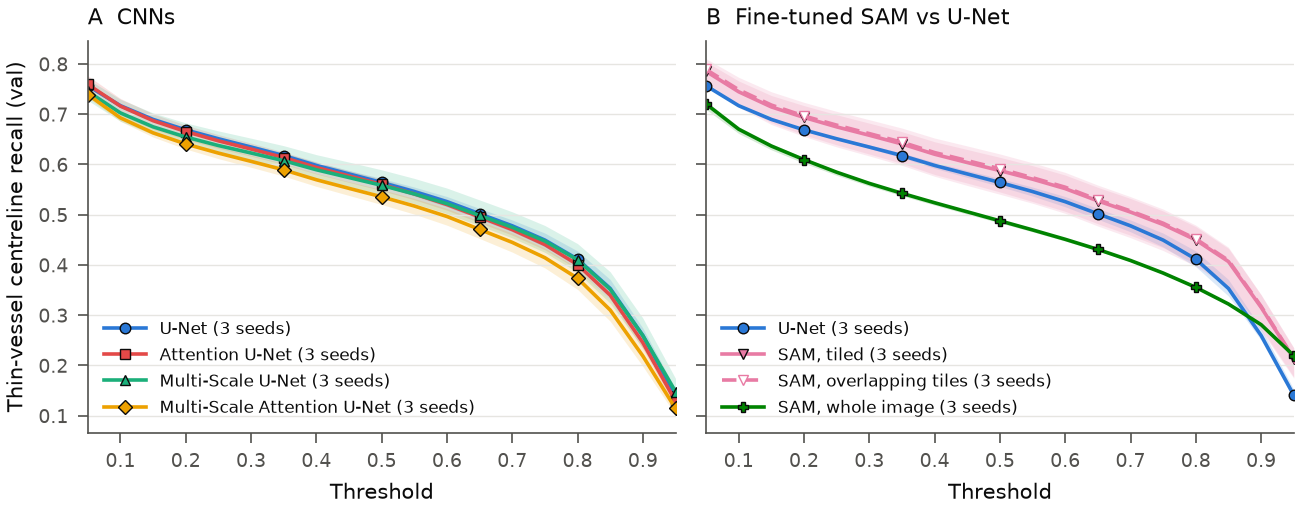 A CNNs
B Fine-tuned SAM vs U-Net
Thin-vessel centreline recall (val)
0.8
0.7
0.6
0.5
0.4
0.3
0.2
0.1
U-Net (3 seeds)
Attention U-Net (3 seeds)
Multi-Scale U-Net (3 seeds)
Multi-Scale Attention U-Net (3 seeds)
U-Net (3 seeds)
SAM, tiled (3 seeds)
SAM, overlapping tiles (3 seeds)
SAM, whole image (3 seeds)
0.1 0.2 0.3 0.4 0.5 0.6 0.7 0.8 0.9
0.1 0.2 0.3 0.4 0.5 0.6 0.7 0.8 0.9
Threshold
Threshold